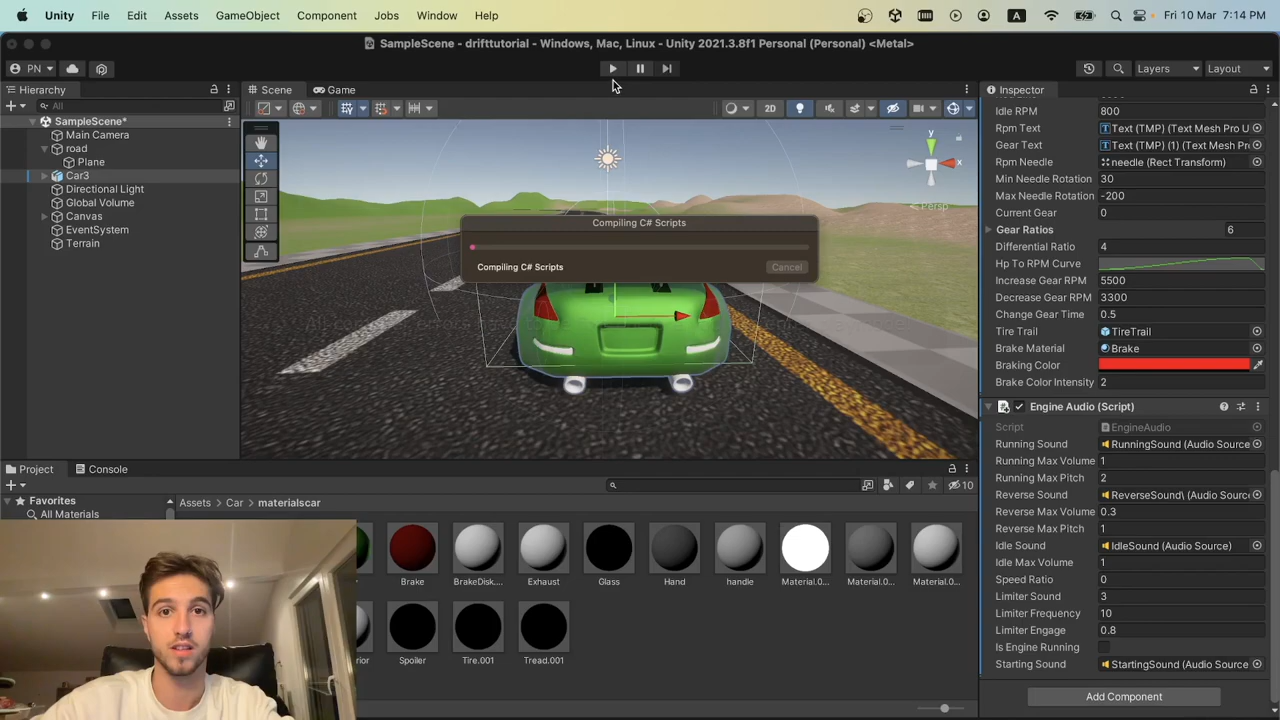 Unity File Edit Assets GameObject Component Jobs Window Help A Fri 10 Mar 7:14 PM
SampleScene - drifttutorial - Windows, Mac, Linux - Unity 2021.3.8f1 Personal (Personal) <Metal>
PN Layers Layout
Hierarchy
All
SampleScene*
Main Camera
road
Plane
Car3
Directional Light
Global Volume
Canvas
EventSystem
Terrain
Scene Game
2D
y
x
Persp
Compiling C# Scripts
Compiling C# Scripts Cancel
Inspector
Idle RPM 800
Rpm Text Text (TMP) (Text Mesh Pro U
Gear Text Text (TMP) (1) (Text Mesh Pro
Rpm Needle needle (Rect Transform)
Min Needle Rotation 30
Max Needle Rotation -200
Current Gear 0
Gear Ratios 6
Differential Ratio 4
Hp To RPM Curve
Increase Gear RPM 5500
Decrease Gear RPM 3300
Change Gear Time 0.5
Tire Trail TireTrail
Brake Material Brake
Braking Color
Brake Color Intensity 2
Engine Audio (Script)
Script EngineAudio
Running Sound RunningSound (Audio Source
Running Max Volume 1
Running Max Pitch 2
Reverse Sound ReverseSound\ (Audio Sourc
Reverse Max Volume 0.3
Reverse Max Pitch 1
Idle Sound IdleSound (Audio Source)
Idle Max Volume 1
Speed Ratio 0
Limiter Sound 3
Limiter Frequency 10
Limiter Engage 0.8
Is Engine Running
Starting Sound StartingSound (Audio Source
Add Component
Project Console
10
Favorites
All Materials
Assets > Car > materialscar
Brake BrakeDisk.... Exhaust Glass Hand handle Material.0... Material.0... Material.0...
Spoiler Tire.001 Tread.001